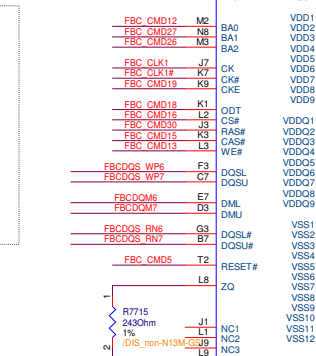 FBC_CMD12 M2 BA0 VDD1
FBC_CMD27 N8 BA1 VDD2
FBC_CMD26 M3 BA2 VDD3
VDD4
VDD5
FBC_CLK1 J7 CK VDD6
FBC_CLK1# K7 CK# VDD7
FBC_CMD19 K9 CKE VDD8
VDD9
FBC_CMD18 K1 ODT
FBC_CMD16 L2 CS# VDDQ1
FBC_CMD30 J3 RAS# VDDQ2
FBC_CMD15 K3 CAS# VDDQ3
FBC_CMD13 L3 WE# VDDQ4
VDDQ5
FBCDQS_WP6 F3 DQSL VDDQ6
FBCDQS_WP7 C7 DQSU VDDQ7
VDDQ8
FBCDQM6 E7 DML VDDQ9
FBCDQM7 D3 DMU
VSS1
FBCDQS_RN6 G3 DQSL# VSS2
FBCDQS_RN7 B7 DQSU# VSS3
VSS4
FBC_CMD5 T2 RESET# VSS5
VSS6
L8 ZQ VSS7
VSS8
1
VSS9
R7715 VSS10
243Ohm J1 NC1 VSS11
1% L1 NC2 VSS12
/DIS_non-N13M-GS J9 NC3
2 L9